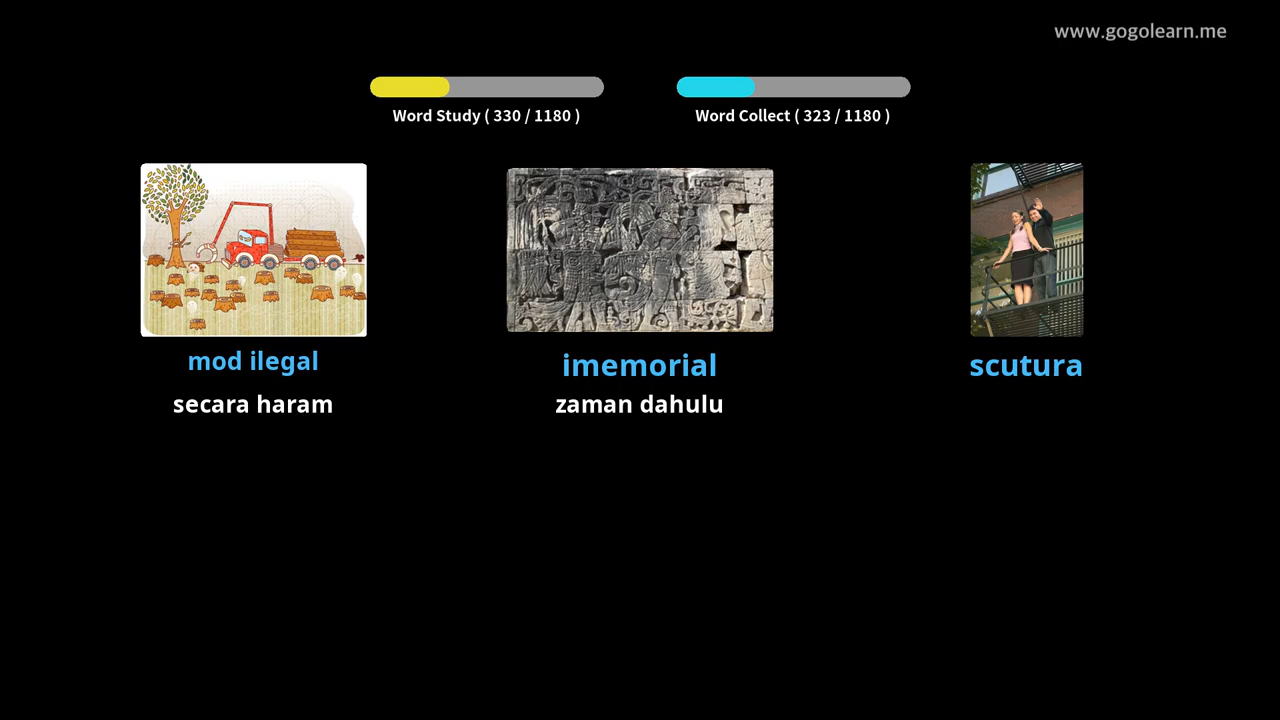 www.gogolearn.me
Word Study ( 330 / 1180 )
Word Collect ( 323 / 1180 )
mod ilegal
secara haram
imemorial
zaman dahulu
scutura